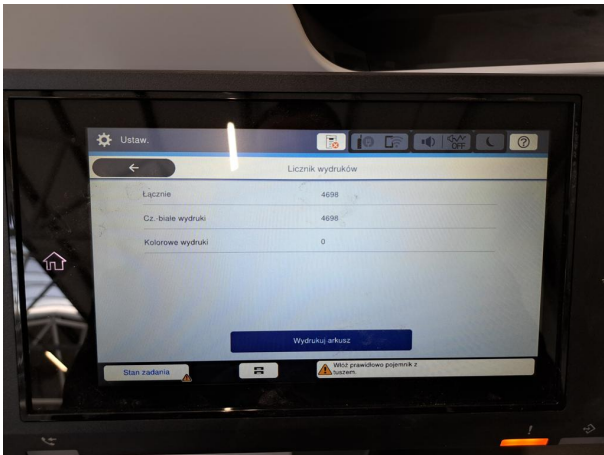 Ustaw.
OFF
Licznik wydruków
Łącznie 4698
Cz.-białe wydruki 4698
Kolorowe wydruki 0
Wydrukuj arkusz
Stan zadania
Włóż prawidłowo pojemnik z
tuszem.